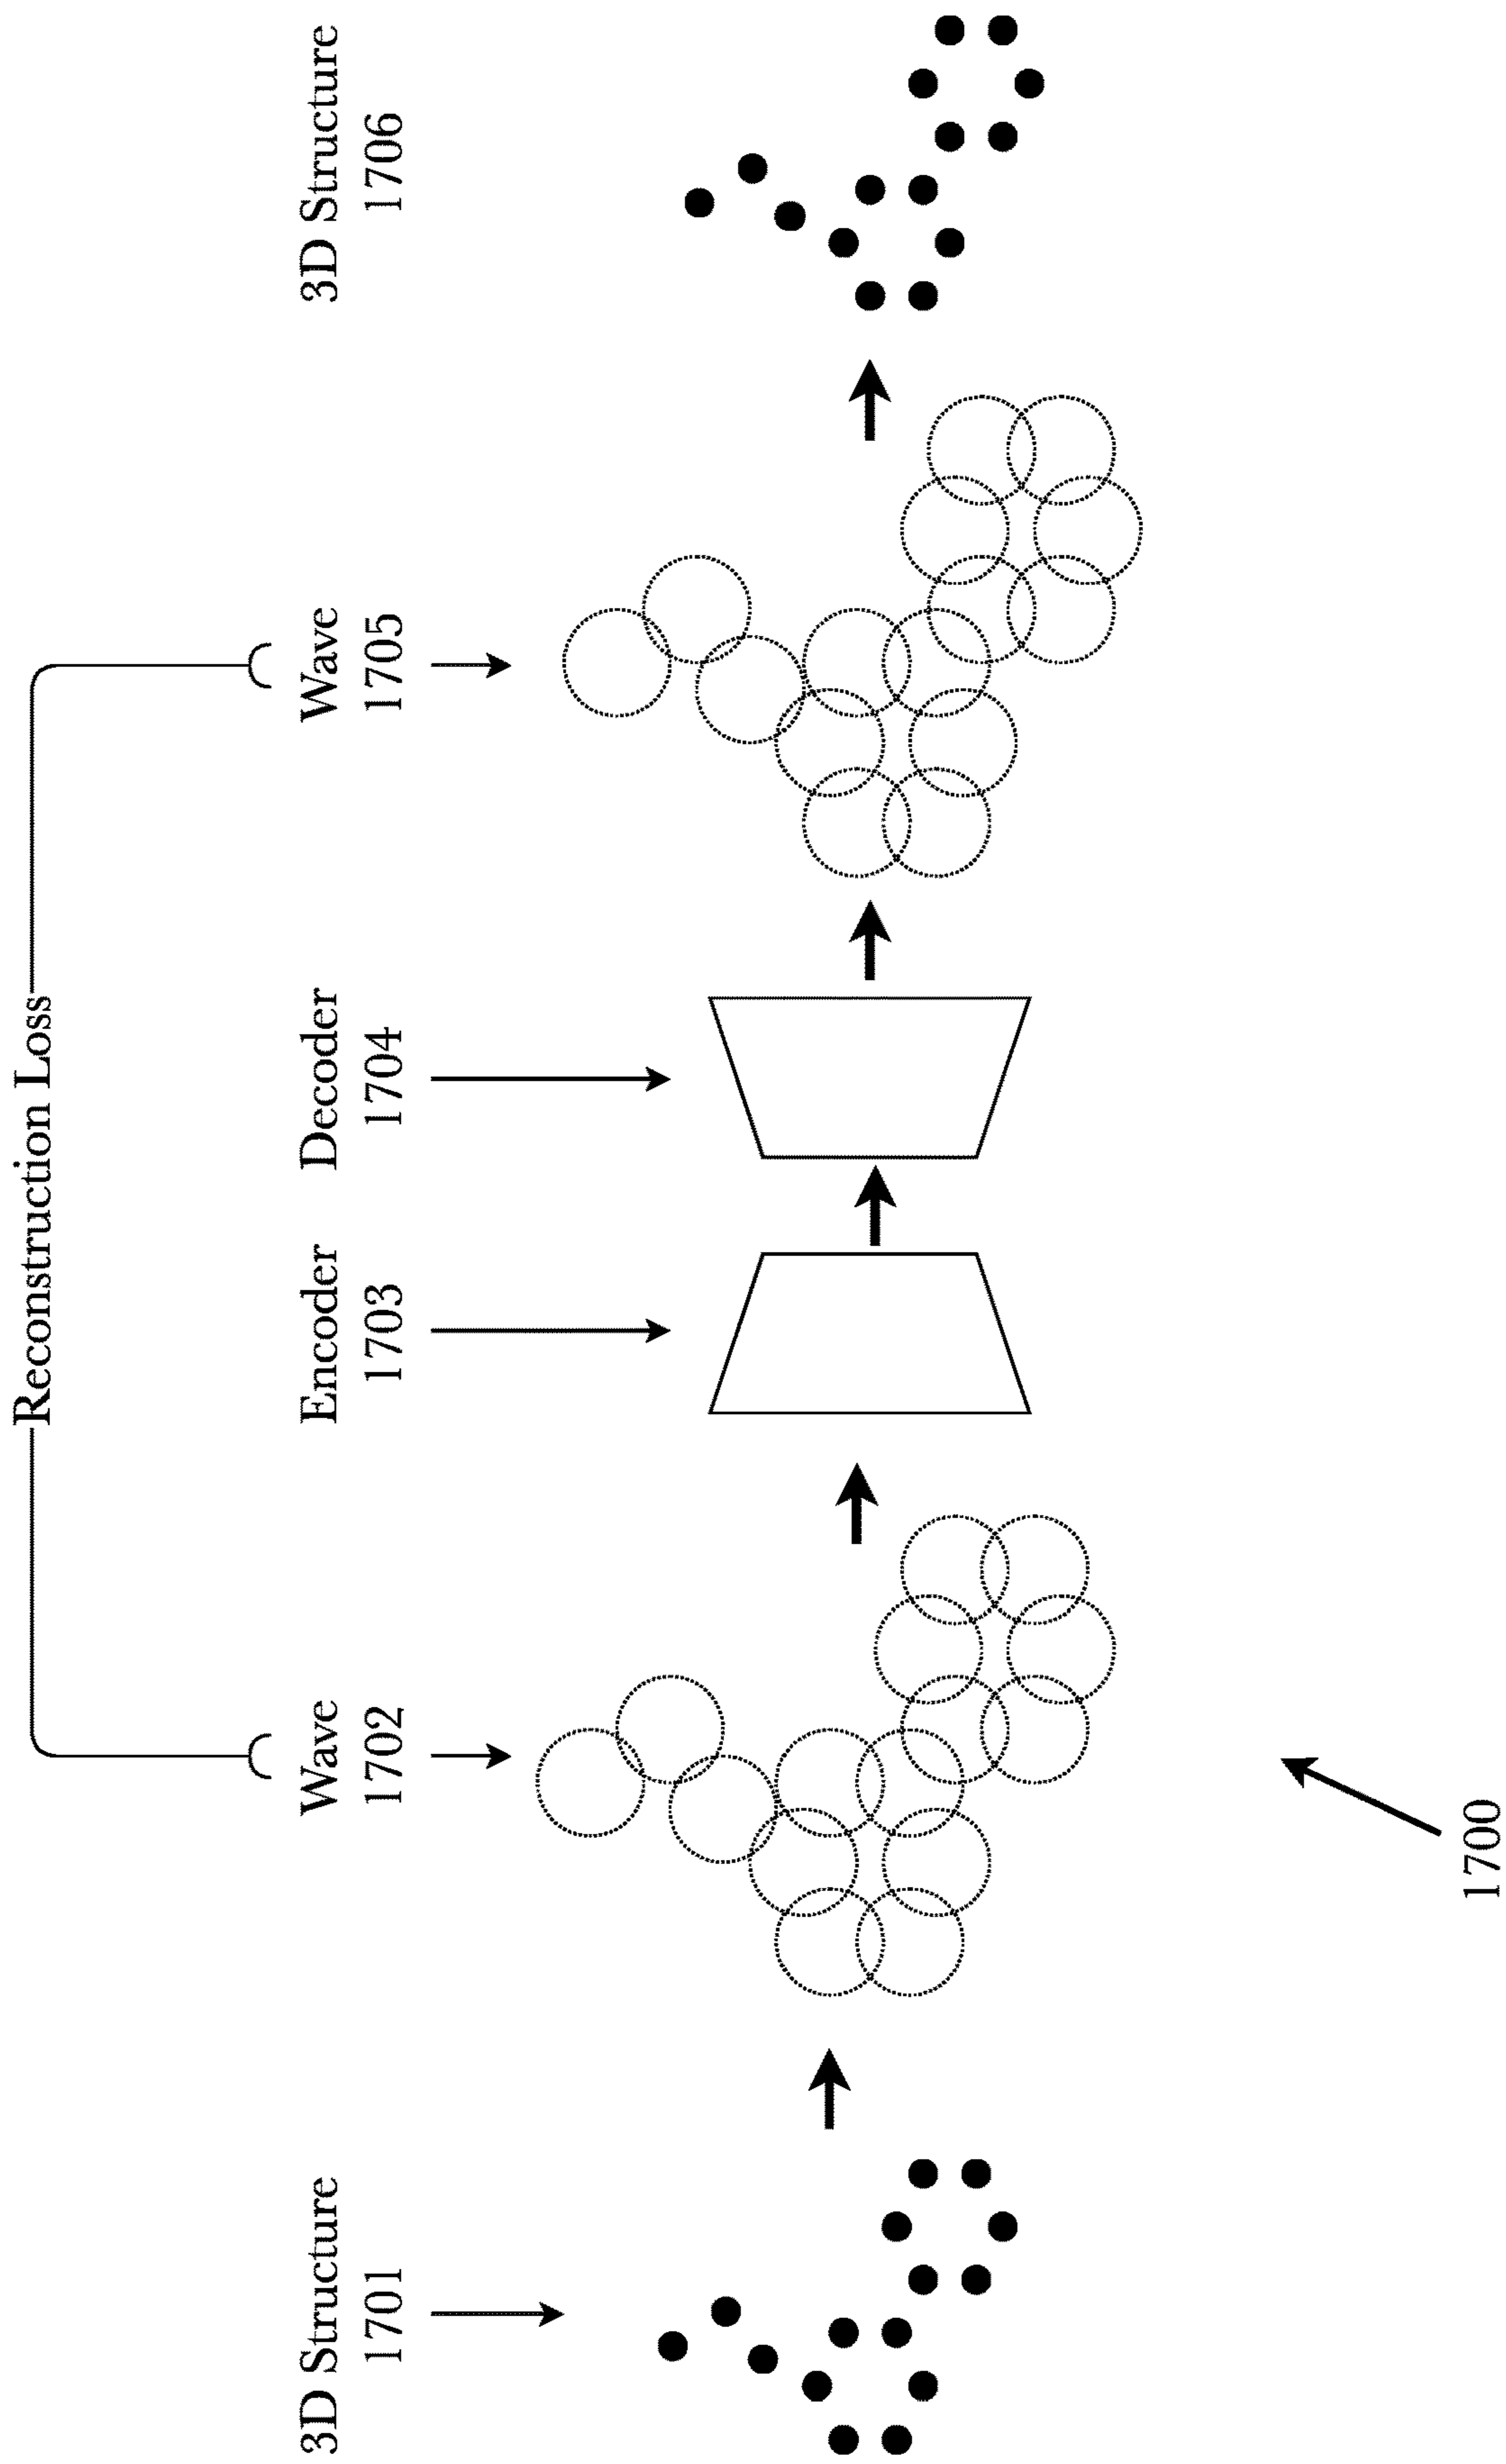 Reconstruction Loss
3D Structure
1701
Wave
1702
Encoder
1703
Decoder
1704
Wave
1705
3D Structure
1706
1700